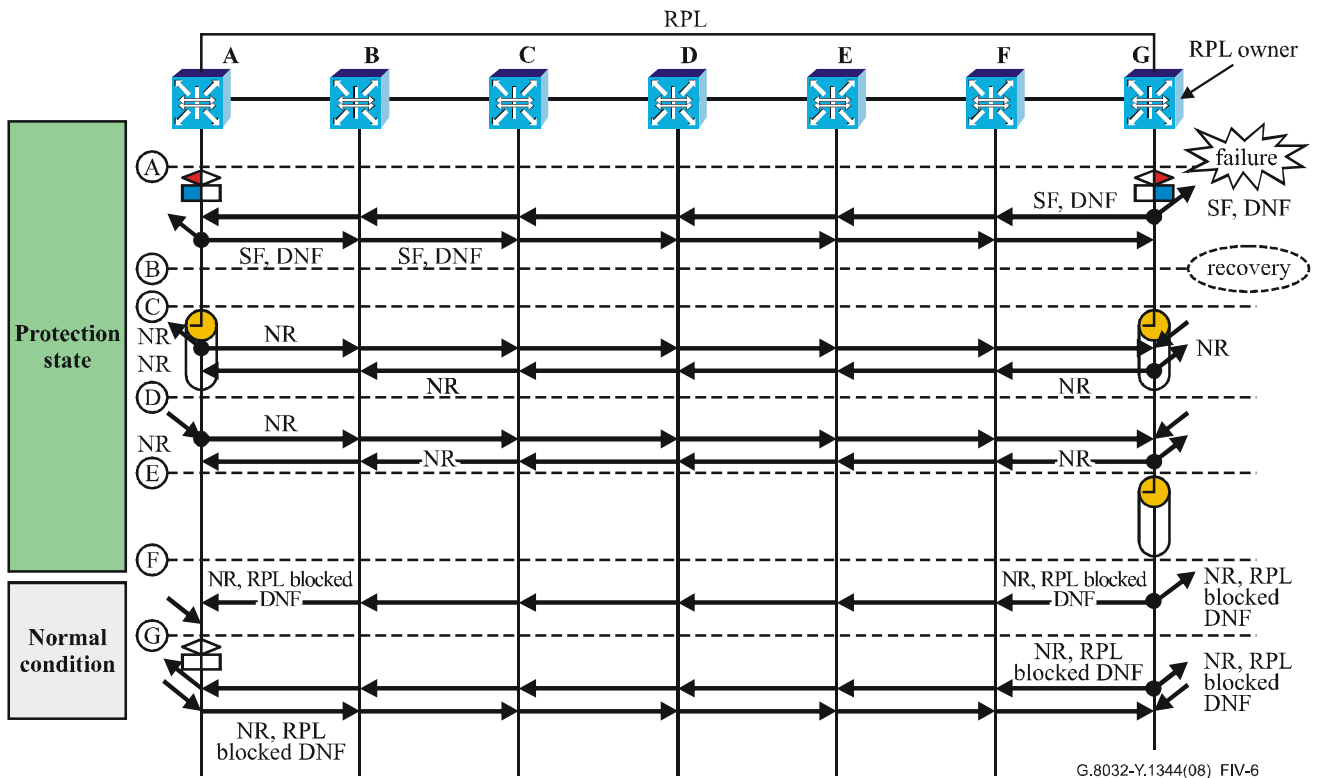 RPL
A B C D E F G
RPL owner
A
failure
SF, DNF
SF, DNF
SF, DNF SF, DNF
B
recovery
C
Protection
state
NR
NR
NR
NR
NR
NR
D
NR
NR
NR
NR
E
F
NR, RPL blocked
DNF
NR, RPL blocked
DNF
NR, RPL
blocked
DNF
Normal
condition
G
NR, RPL
blocked DNF
NR, RPL
blocked
DNF
NR, RPL
blocked DNF
G.8032-Y.1344(08) FIV-6